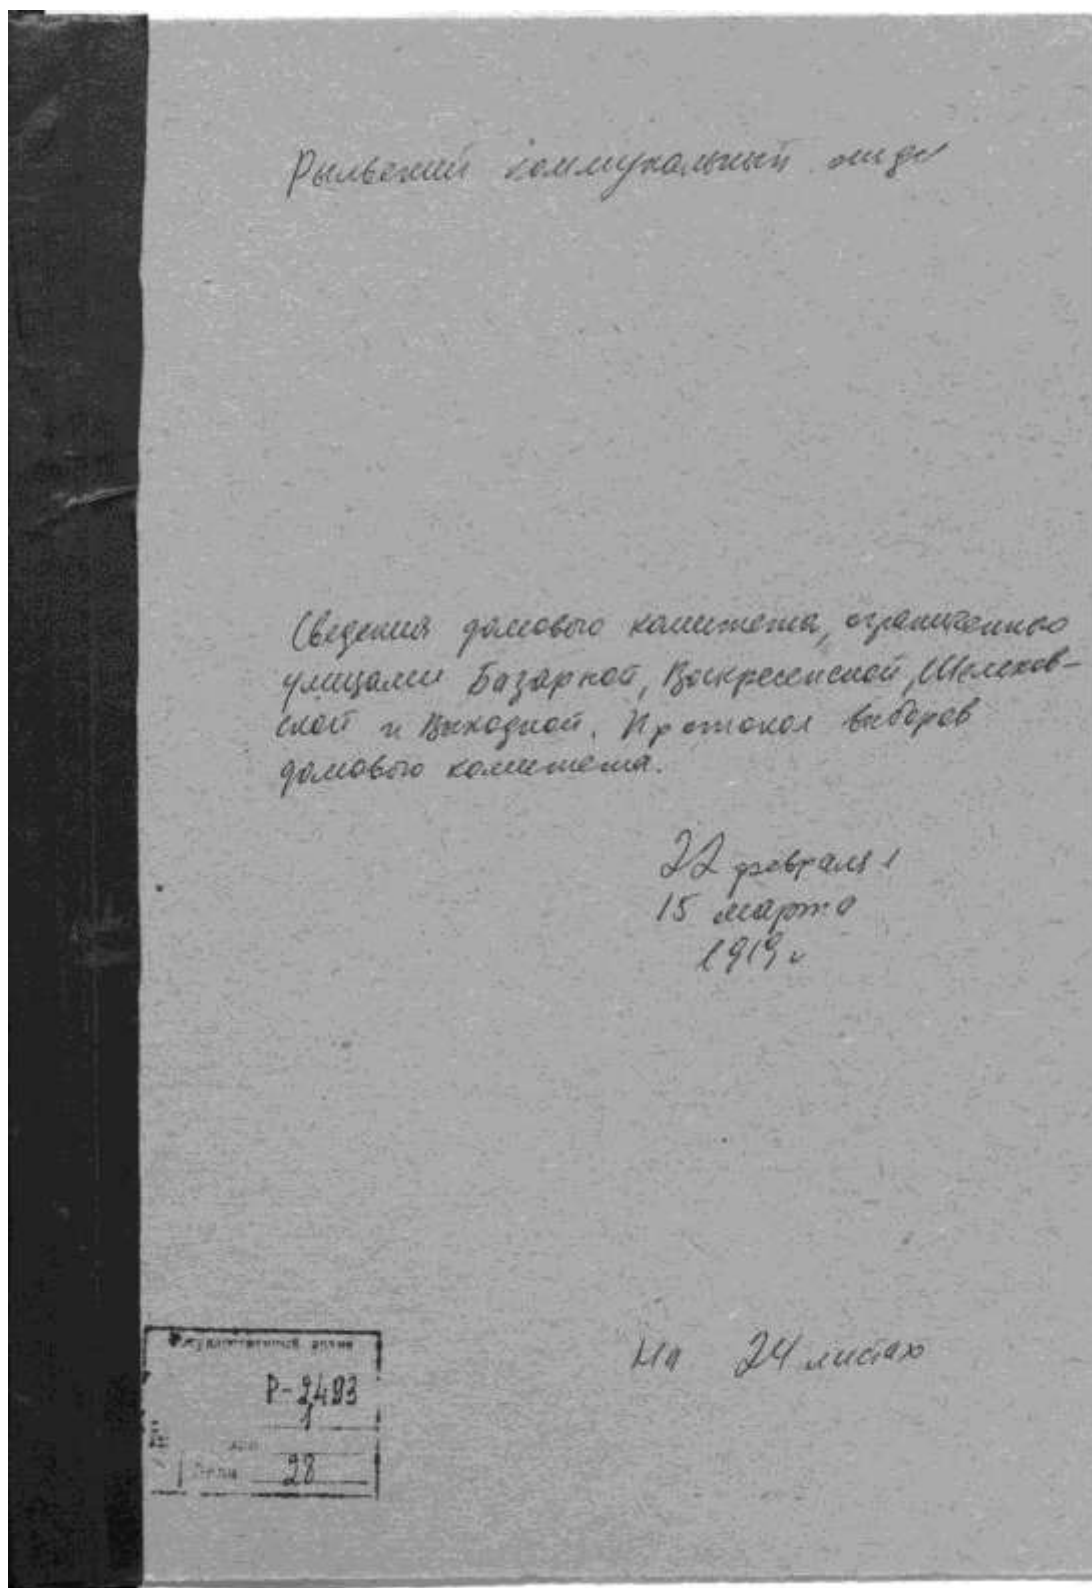 Рыльский коммунальный отдел
Сведения домового комитета, ограниченного
улицами Базарной, Воскресенской, Шелехов-
ской и Выходной. Протокол выборов
домового комитета.
22 февраля
15 марта
1919 г
На 24 листах
Р-2493
1
28